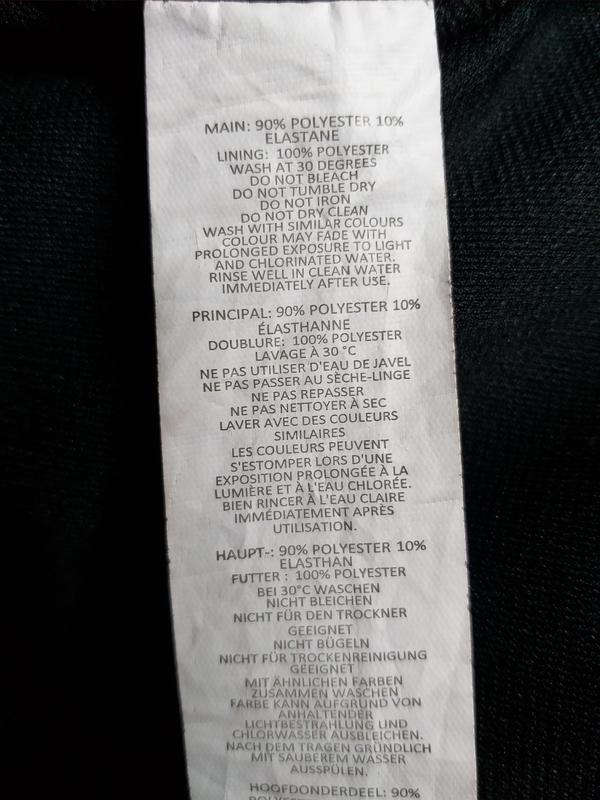 MAIN: 90% POLYESTER 10%
ELASTANE
LINING: 100% POLYESTER
WASH AT 30 DEGREES
DO NOT BLEACH
DO NOT TUMBLE DRY
DO NOT IRON
DO NOT DRY CLEAN
WASH WITH SIMILAR COLOURS
COLOUR MAY FADE WITH
PROLONGED EXPOSURE TO LIGHT
AND CHLORINATED WATER.
RINSE WELL IN CLEAN WATER
IMMEDIATELY AFTER USE.
PRINCIPAL: 90% POLYESTER 10%
ÉLASTHANNE
DOUBLURE: 100% POLYESTER
LAVAGE À 30 °C
NE PAS UTILISER D'EAU DE JAVEL
NE PAS PASSER AU SÈCHE-LINGE
NE PAS REPASSER
NE PAS NETTOYER À SEC
LAVER AVEC DES COULEURS
SIMILAIRES
LES COULEURS PEUVENT
S'ESTOMPER LORS D'UNE
EXPOSITION PROLONGÉE À LA
LUMIÈRE ET À L'EAU CHLORÉE.
BIEN RINCER À L'EAU CLAIRE
IMMÉDIATEMENT APRÈS
UTILISATION.
HAUPT-: 90% POLYESTER 10%
ELASTHAN
FUTTER : 100% POLYESTER
BEI 30°C WASCHEN
NICHT BLEICHEN
NICHT FÜR DEN TROCKNER
GEEIGNET
NICHT BÜGELN
NICHT FÜR TROCKENREINIGUNG
GEEIGNET
MIT ÄHNLICHEN FARBEN
ZUSAMMEN WASCHEN
FARBE KANN AUFGRUND VON
ANHALTENDER
LICHTBESTRAHLUNG UND
CHLORWASSER AUSBLEICHEN.
NACH DEM TRAGEN GRÜNDLICH
MIT SAUBEREM WASSER
AUSSPÜLEN.
HOOFDONDERDEEL: 90%